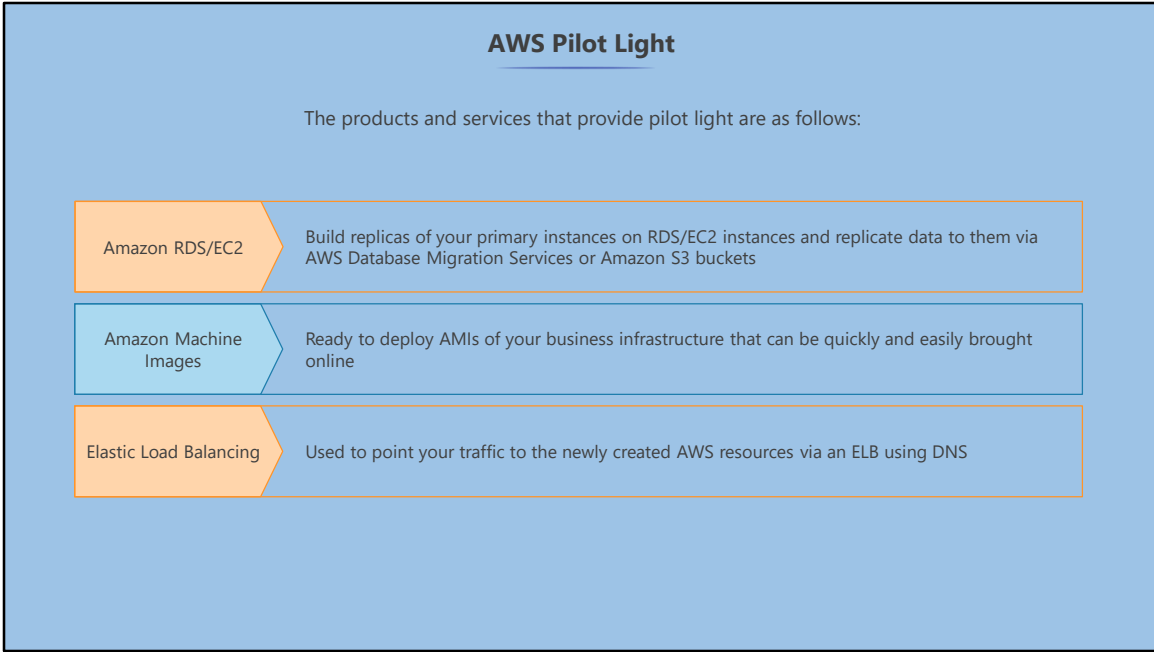 AWS Pilot Light
The products and services that provide pilot light are as follows:
Amazon RDS/EC2
Build replicas of your primary instances on RDS/EC2 instances and replicate data to them via
AWS Database Migration Services or Amazon S3 buckets
Amazon Machine
Images
Ready to deploy AMIs of your business infrastructure that can be quickly and easily brought
online
Elastic Load Balancing
Used to point your traffic to the newly created AWS resources via an ELB using DNS